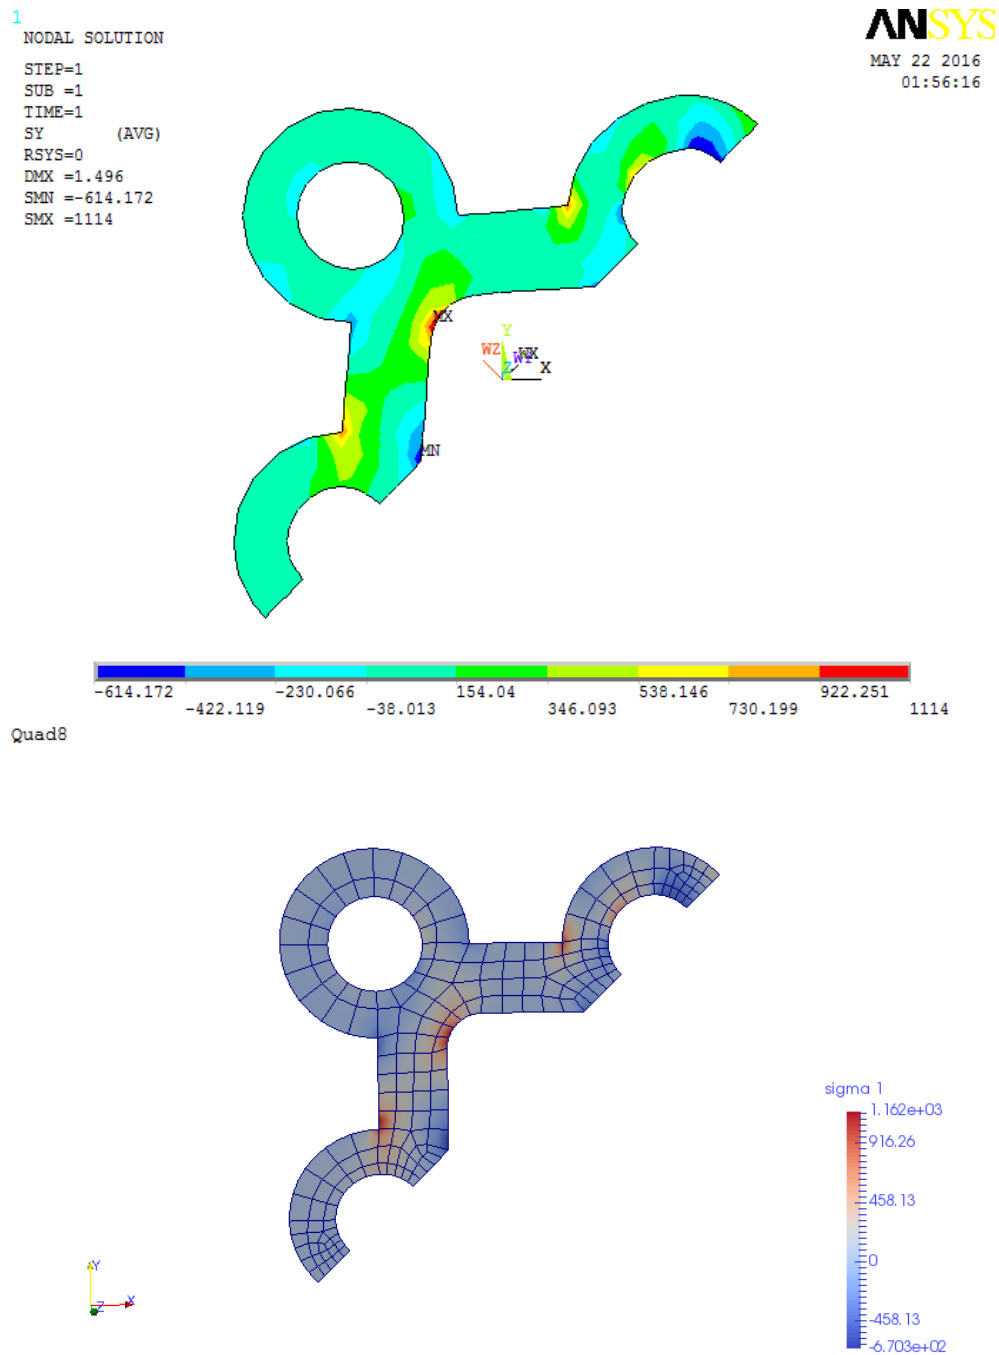 1
NODAL SOLUTION
ANSYS
MAY 22 2016
01:56:16
STEP=1
SUB =1
TIME=1
SY (AVG)
RSYS=0
DMX =1.496
SMN =-614.172
SMX =1114
MX
Y
WZ
WX
X
Z
MN
-614.172 -230.066 154.04 538.146 922.251
-422.119 -38.013 346.093 730.199 1114
Quad8
sigma 1
1.162e+03
916.26
458.13
0
-458.13
-6.703e+02
Y
Z
X